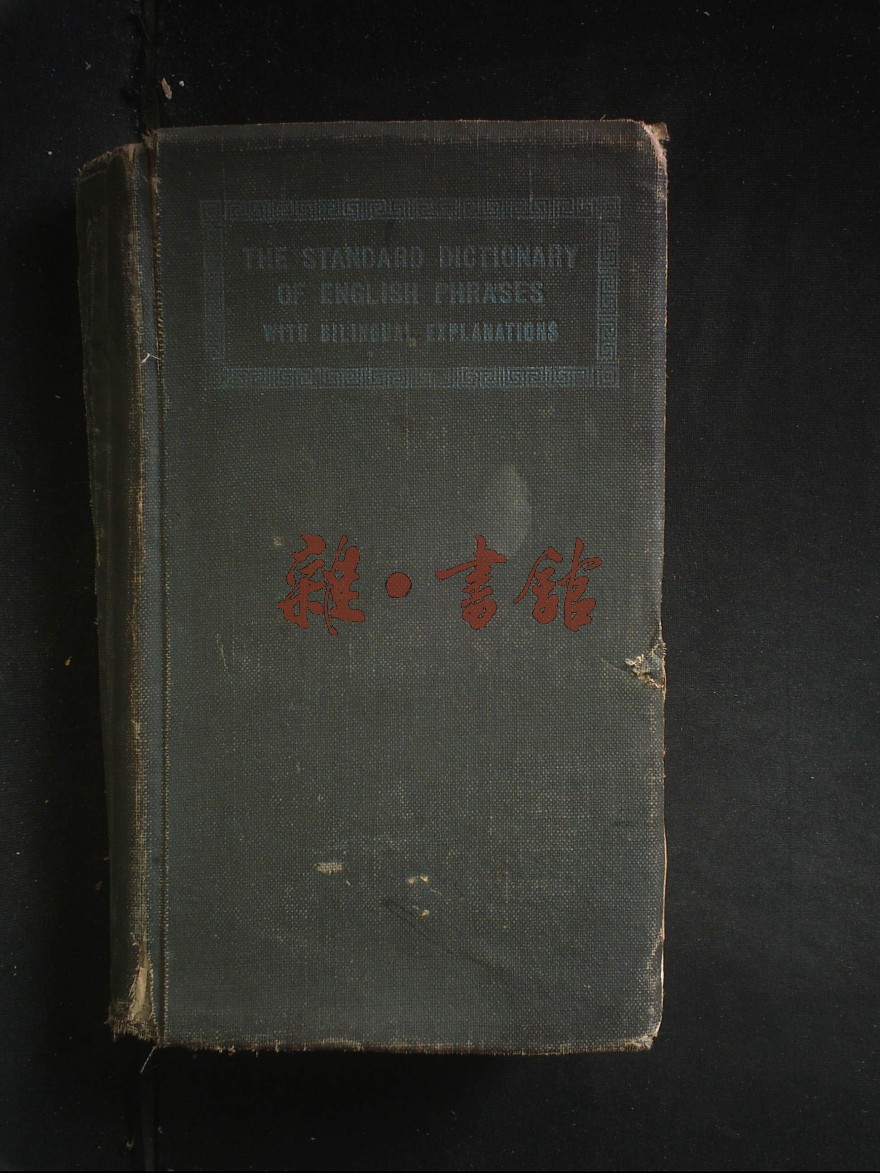 THE STANDARD DICTIONARY
OF ENGLISH PHRASES
WITH BILINGUAL EXPLANATIONS
雜·書館